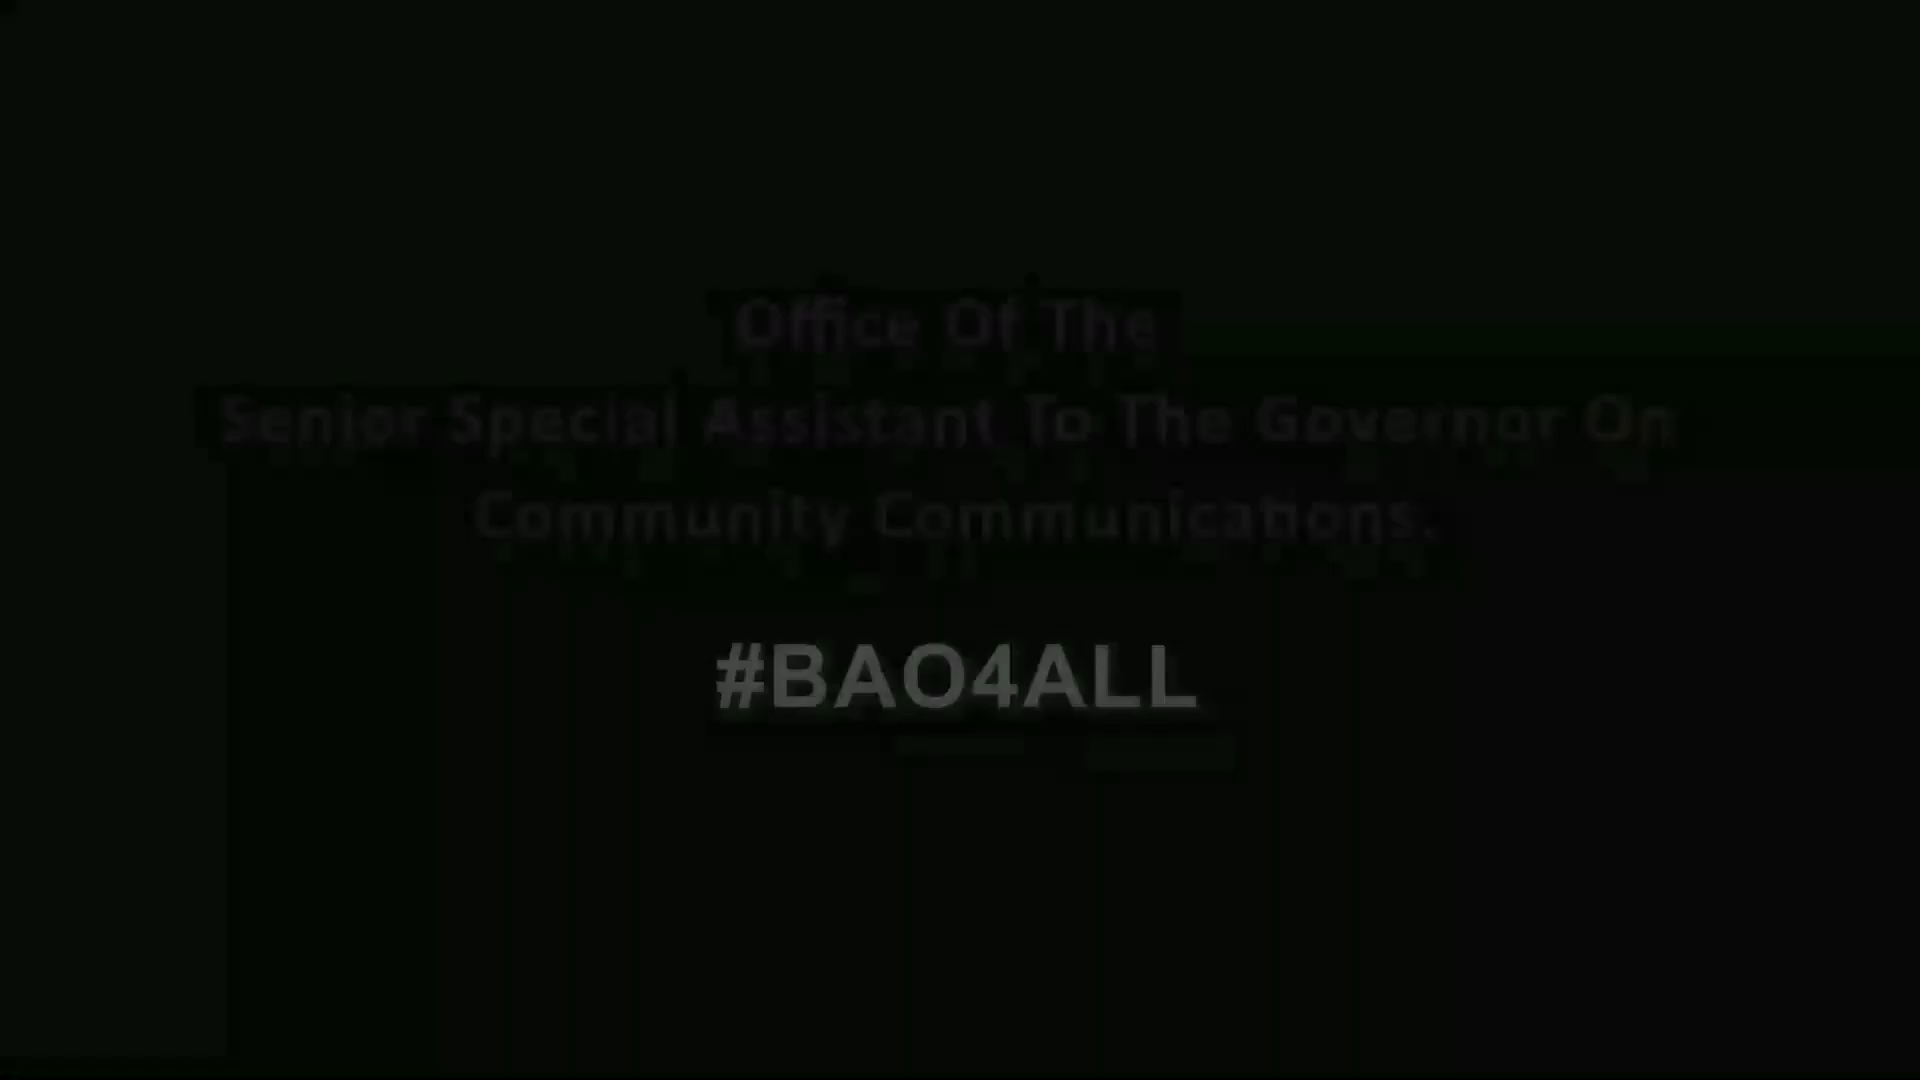 Office Of The
Senior Special Assistant To The Governor On
Community Communications.
#BAO4ALL